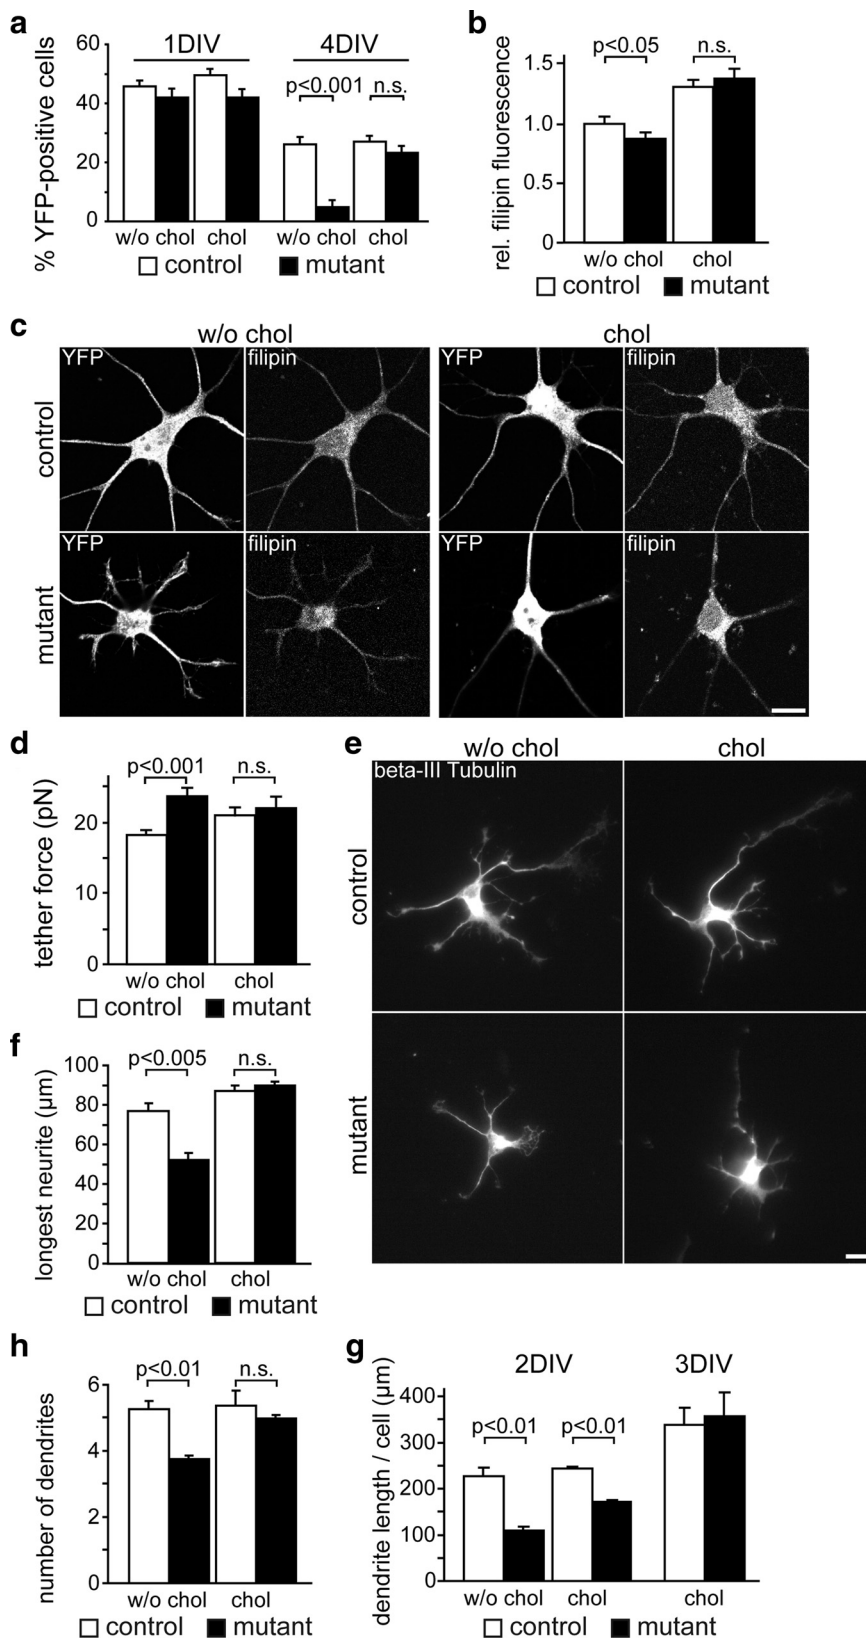 a
% YFP-positive cells
60
40
20
0
1DIV 4DIV
p<0.001 n.s.
w/o chol chol w/o chol chol
control mutant
b
rel. filipin fluorescence
1.5
1.0
0.5
0
p<0.05 n.s.
w/o chol chol
control mutant
c
w/o chol chol
control
YFP filipin YFP filipin
mutant
YFP filipin YFP filipin
d
tether force (pN)
20
10
0
p<0.001 n.s.
w/o chol chol
control mutant
e
w/o chol chol
beta-III Tubulin
control
mutant
f
longest neurite (µm)
100
80
60
40
20
0
p<0.005 n.s.
w/o chol chol
control mutant
h
number of dendrites
6
4
2
0
p<0.01 n.s.
w/o chol chol
control mutant
g
dendrite length / cell (µm)
400
300
200
100
0
2DIV 3DIV
p<0.01 p<0.01
w/o chol chol chol
control mutant